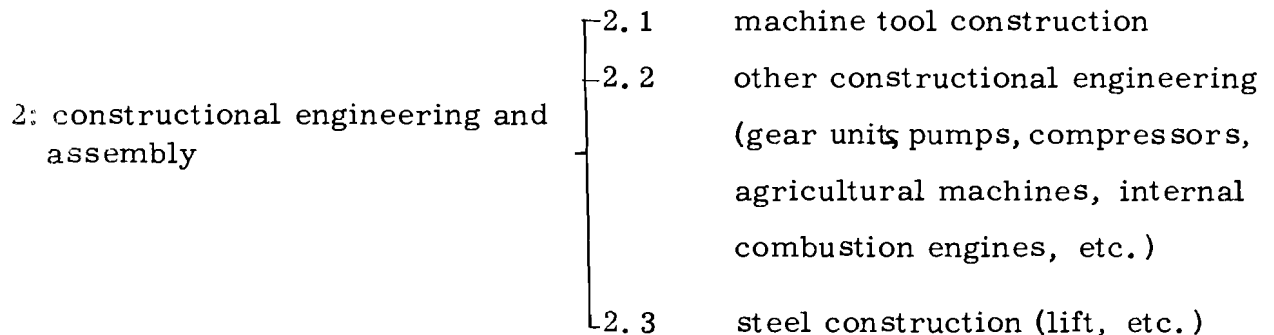 2.1 machine tool construction
2.2 other constructional engineering
2: constructional engineering and
assembly
(gear units, pumps, compressors,
agricultural machines, internal
combustion engines, etc.)
2.3 steel construction (lift, etc.)